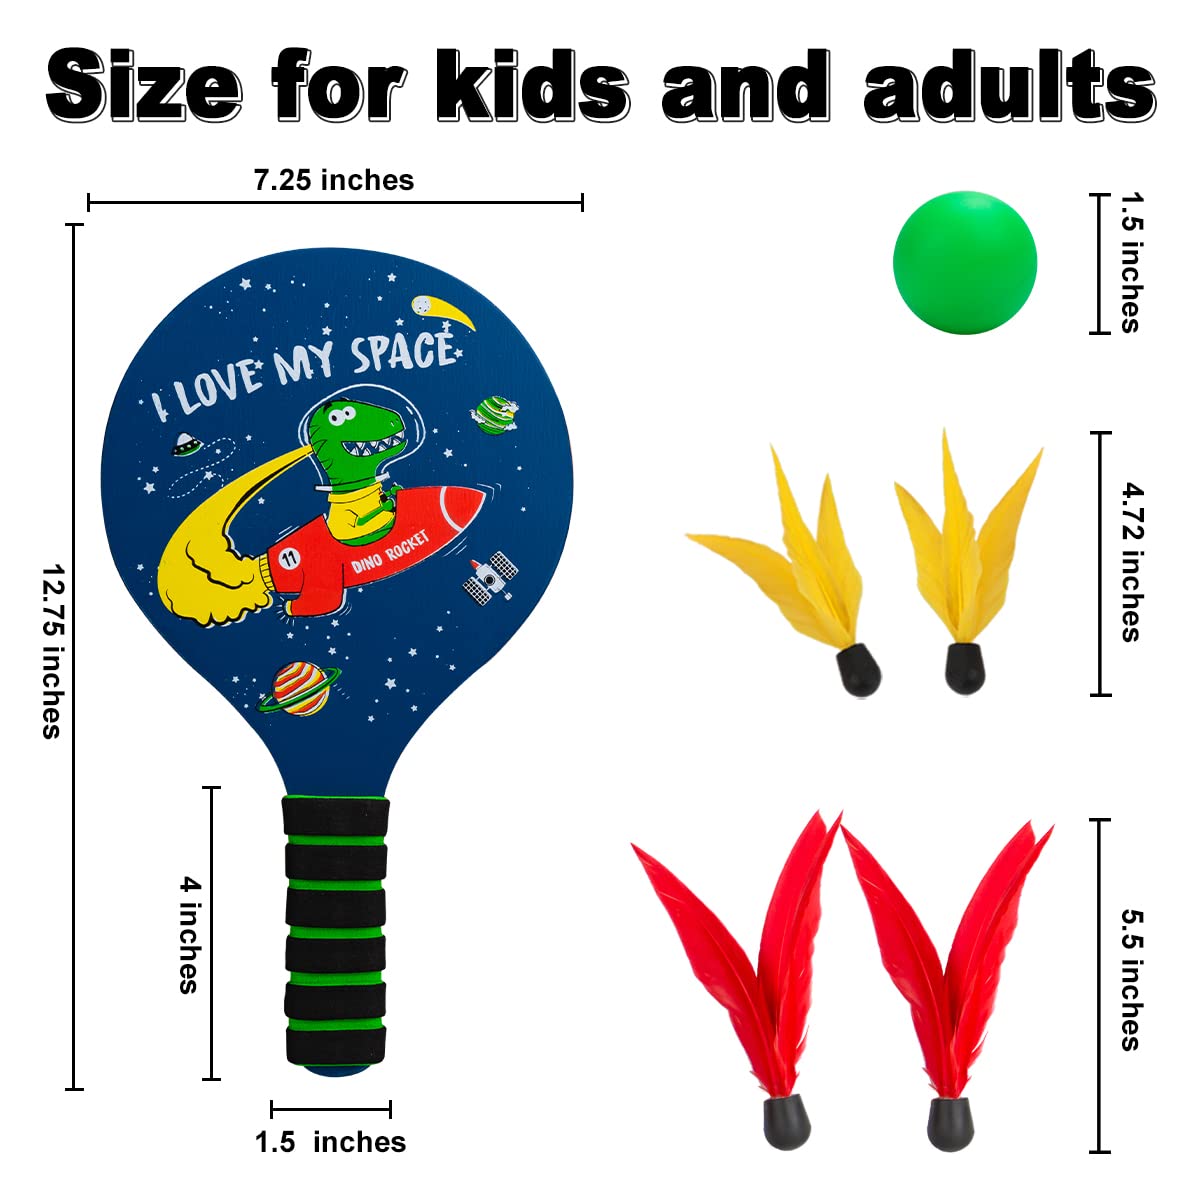 Size for kids and adults
7.25 inches
1.5 inches
I LOVE MY SPACE
4.72 inches
11
DINO ROCKET
12.75 inches
4 inches
5.5 inches
1.5 inches